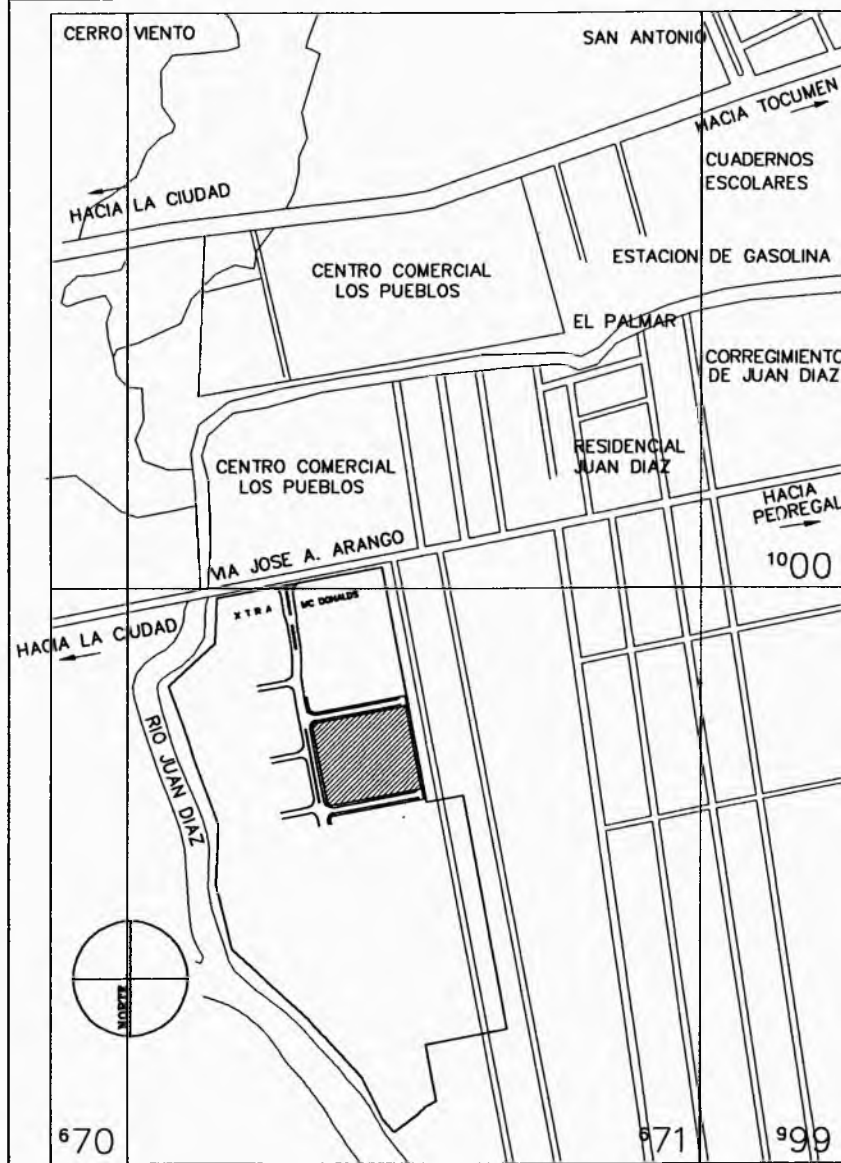 CERRO VIENTO
SAN ANTONIO
HACIA TOCUMEN
CUADERNOS
ESCOLARES
HACIA LA CIUDAD
ESTACION DE GASOLINA
CENTRO COMERCIAL
LOS PUEBLOS
EL PALMAR
CORREGIMIENTO
DE JUAN DIAZ
CENTRO COMERCIAL
LOS PUEBLOS
RESIDENCIAL
JUAN DIAZ
HACIA
PEDREGAL
VIA JOSE A. ARANGO
1000
XTRA
MC DONALDS
HACIA LA CIUDAD
RIO JUAN DIAZ
NORTE
670
671
999